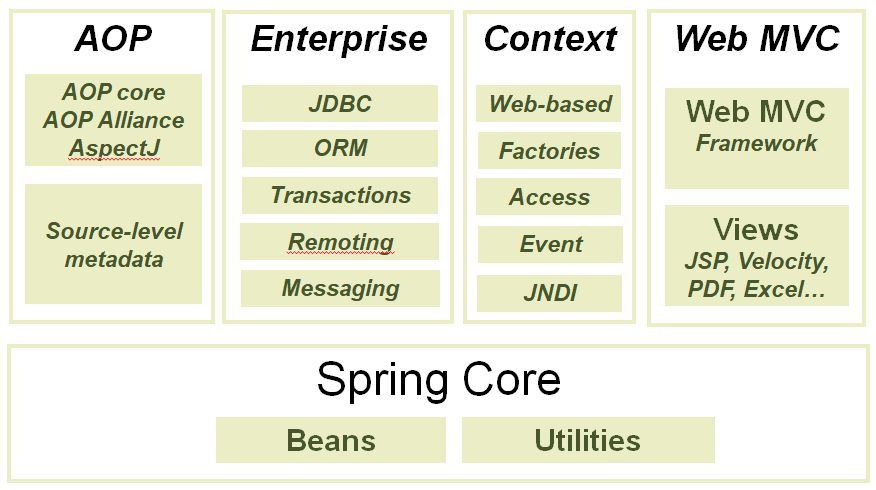 AOP
AOP core
AOP Alliance
AspectJ
Source-level
metadata
Enterprise
JDBC
ORM
Transactions
Remoting
Messaging
Context
Web-based
Factories
Access
Event
JNDI
Web MVC
Web MVC
Framework
Views
JSP, Velocity,
PDF, Excel…
Spring Core
Beans
Utilities